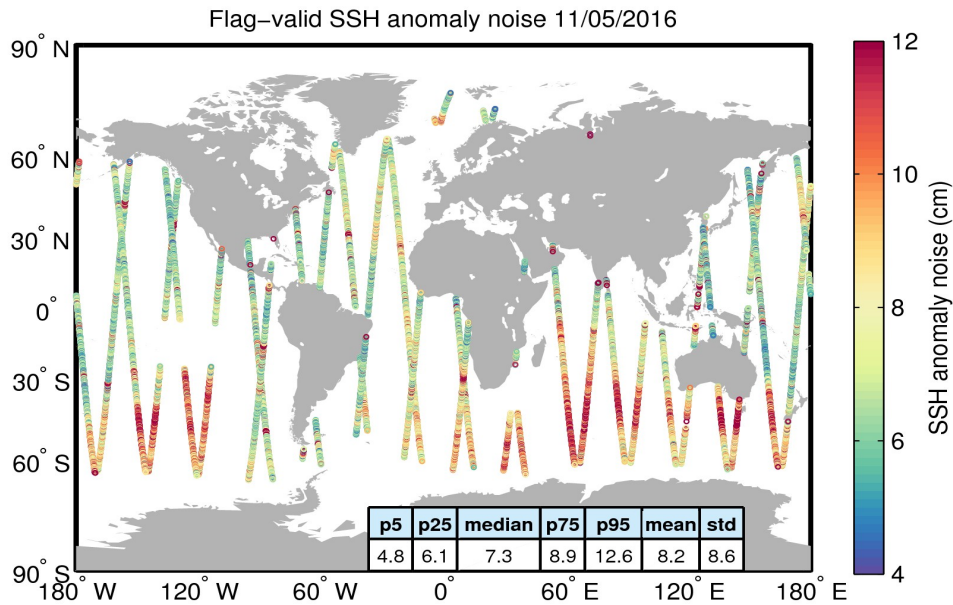 Flag−valid SSH anomaly noise 11/05/2016
90° N
60° N
30° N
0°
30° S
60° S
90° S
180° W
120° W
60° W
0°
60° E
120° E
180° E
p5 p25 median p75 p95 mean std
4.8 6.1 7.3 8.9 12.6 8.2 8.6
12
10
8
6
4
SSH anomaly noise (cm)